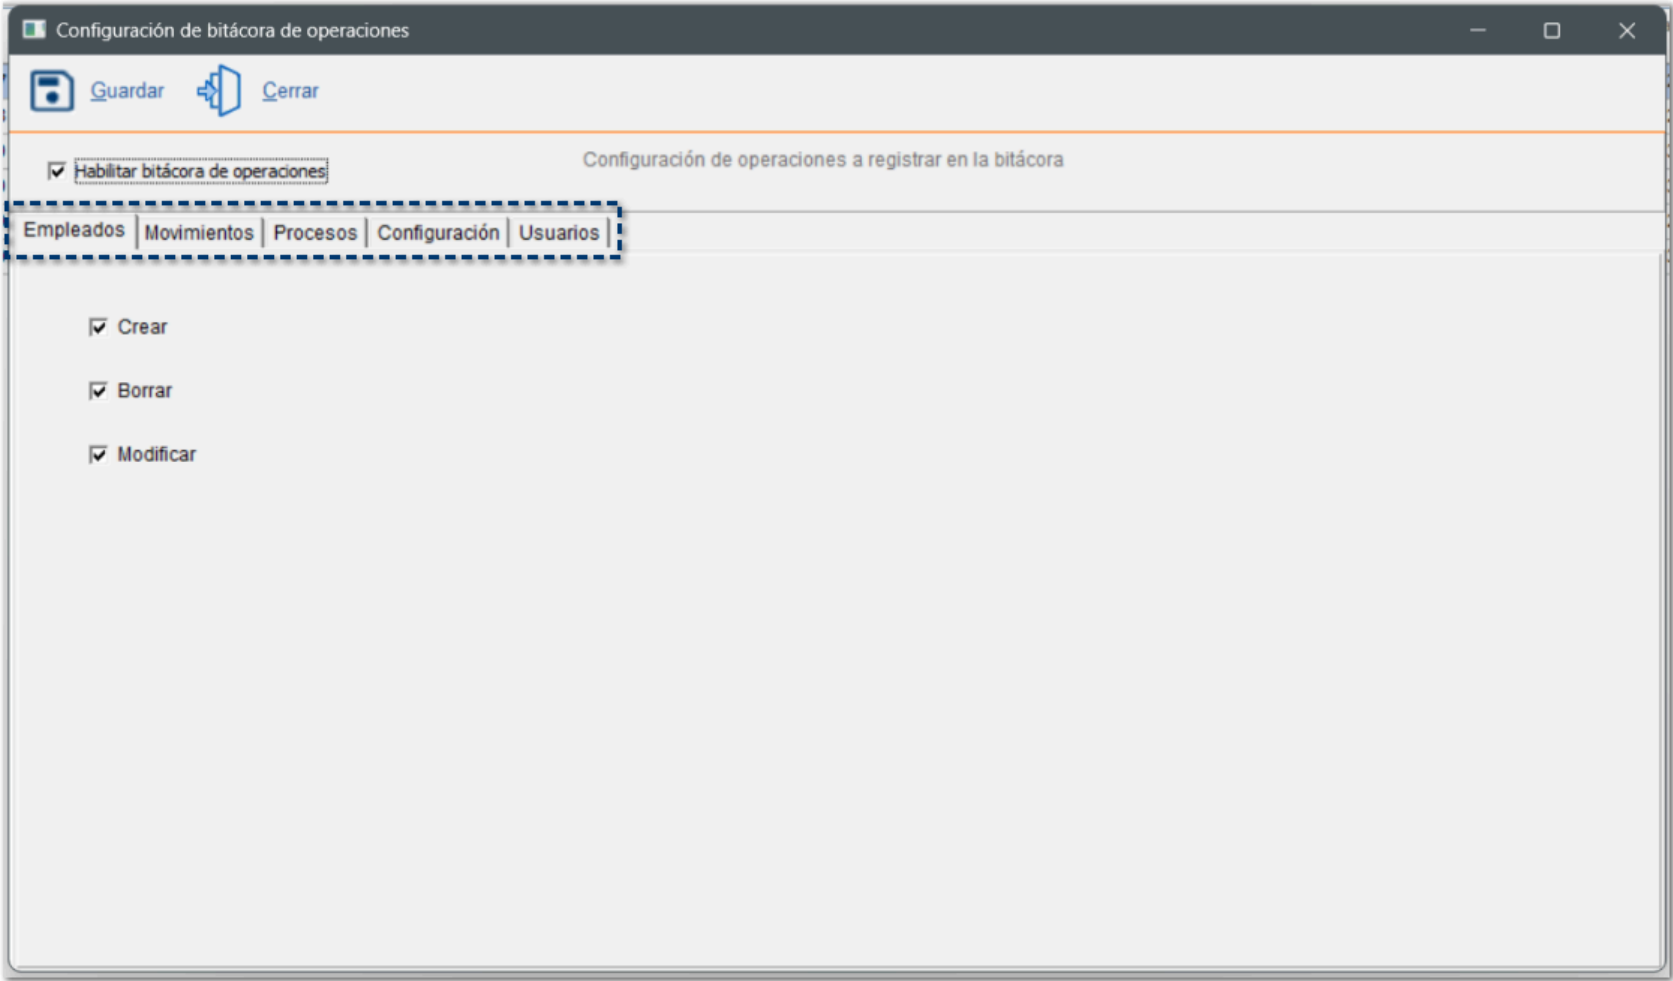 Configuración de bitácora de operaciones
Guardar Cerrar
Habilitar bitácora de operaciones
Configuración de operaciones a registrar en la bitácora
Empleados Movimientos Procesos Configuración Usuarios
Crear
Borrar
Modificar